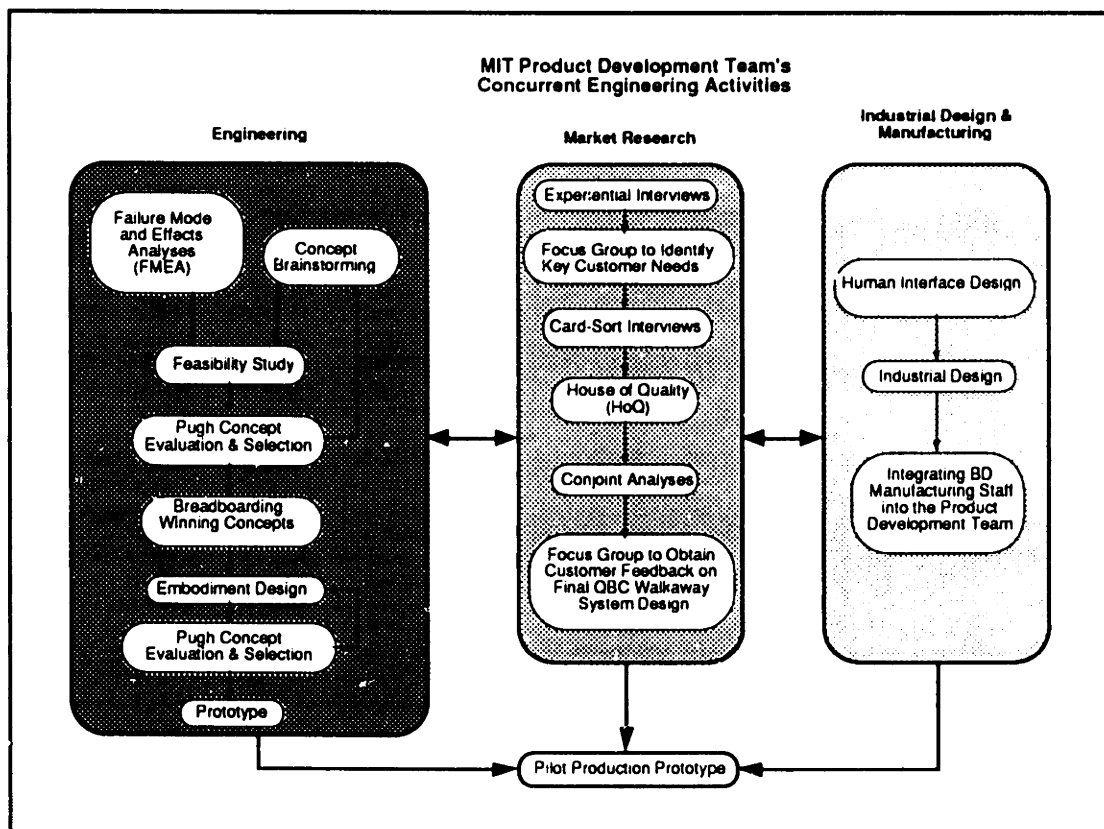 MIT Product Development Team's
Concurrent Engineering Activities
Engineering
Failure Mode
and Effects
Analyses
(FMEA)
Concept
Brainstorming
Feasibility Study
Pugh Concept
Evaluation & Selection
Breadboarding
Winning Concepts
Embodiment Design
Pugh Concept
Evaluation & Selection
Prototype
Market Research
Experiential Interviews
Focus Group to Identify
Key Customer Needs
Card-Sort Interviews
House of Quality
(HoQ)
Conjoint Analyses
Focus Group to Obtain
Customer Feedback on
Final QBC Walkaway
System Design
Industrial Design &
Manufacturing
Human Interface Design
Industrial Design
Integrating BD
Manufacturing Staff
into the Product
Development Team
Pilot Production Prototype